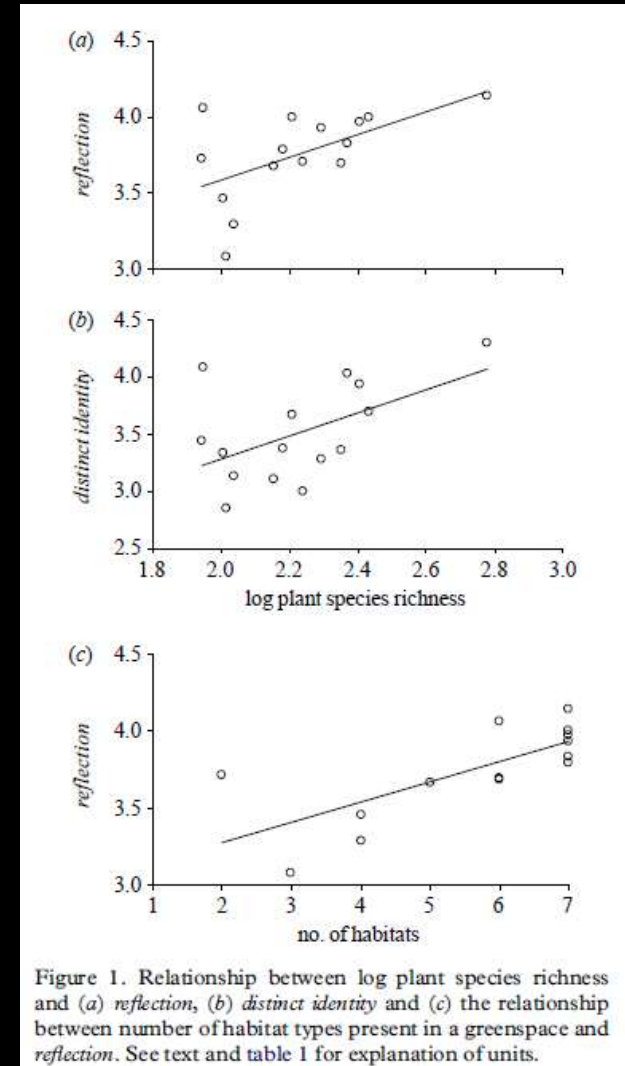 (a) 4.5
4.0
3.5
3.0
reflection
(b) 4.5
4.0
3.5
3.0
2.5
distinct identity
1.8 2.0 2.2 2.4 2.6 2.8 3.0
log plant species richness
(c) 4.5
4.0
3.5
3.0
reflection
1 2 3 4 5 6 7
no. of habitats
Figure 1. Relationship between log plant species richness
and (a) reflection, (b) distinct identity and (c) the relationship
between number of habitat types present in a greenspace and
reflection. See text and table 1 for explanation of units.